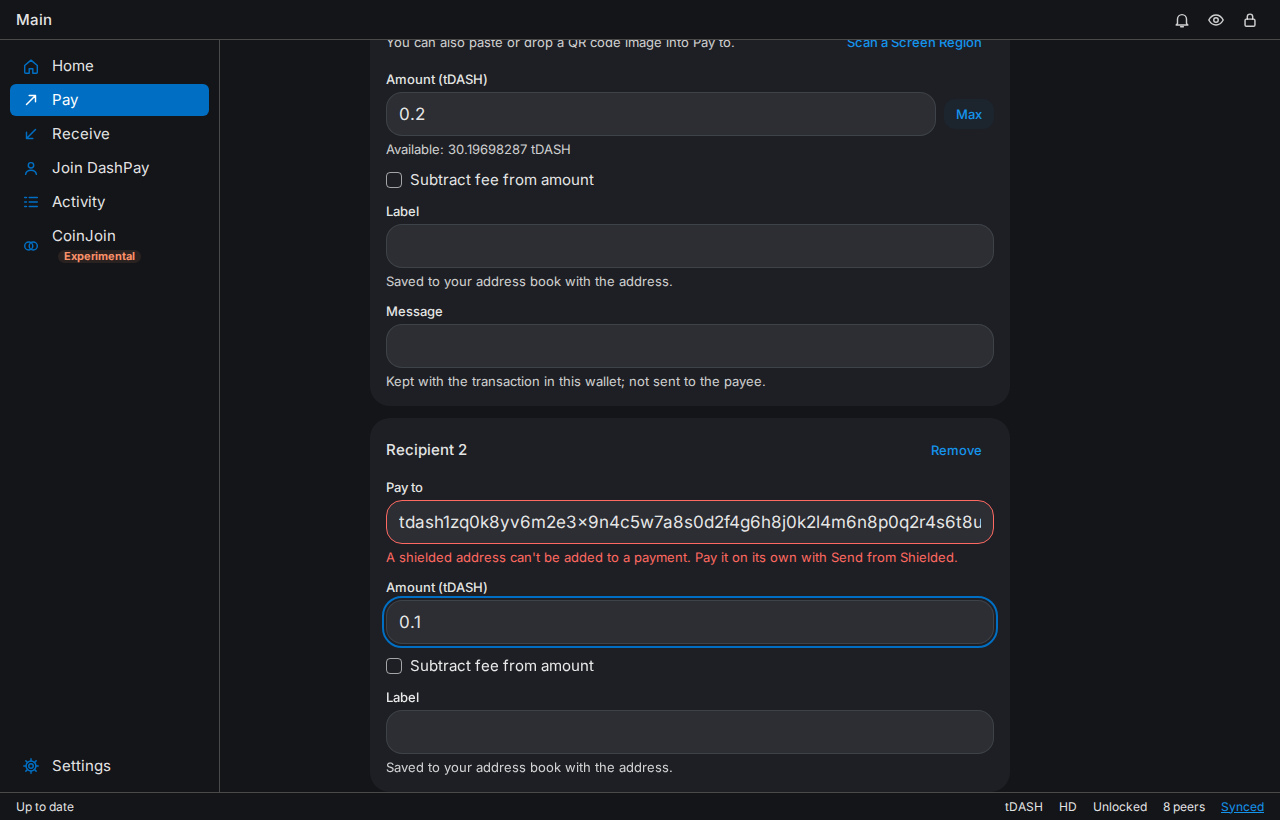 Main
Home
Pay
Receive
Join DashPay
Activity
CoinJoin
Experimental
Settings
You can also paste or drop a QR code image into Pay to.
Scan a Screen Region
Amount (tDASH)
0.2
Max
Available: 30.19698287 tDASH
Subtract fee from amount
Label
Saved to your address book with the address.
Message
Kept with the transaction in this wallet; not sent to the payee.
Recipient 2
Remove
Pay to
tdash1zq0k8yv6m2e3x9n4c5w7a8s0d2f4g6h8j0k2l4m6n8p0q2r4s6t8u
A shielded address can't be added to a payment. Pay it on its own with Send from Shielded.
Amount (tDASH)
0.1
Subtract fee from amount
Label
Saved to your address book with the address.
Up to date
tDASH
HD
Unlocked
8 peers
Synced